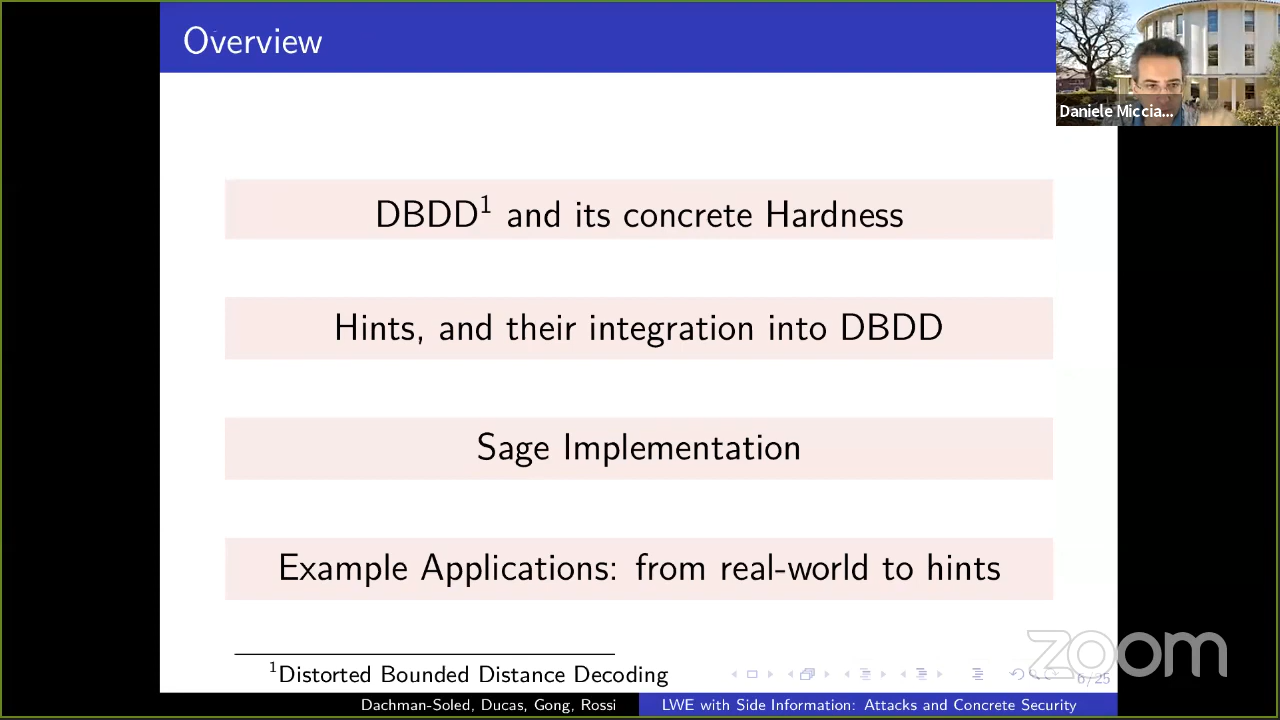 Overview
Daniele Miccia...
DBDD¹ and its concrete Hardness
Hints, and their integration into DBDD
Sage Implementation
Example Applications: from real-world to hints
¹Distorted Bounded Distance Decoding
6/25
zoom
Dachman-Soled, Ducas, Gong, Rossi
LWE with Side Information: Attacks and Concrete Security